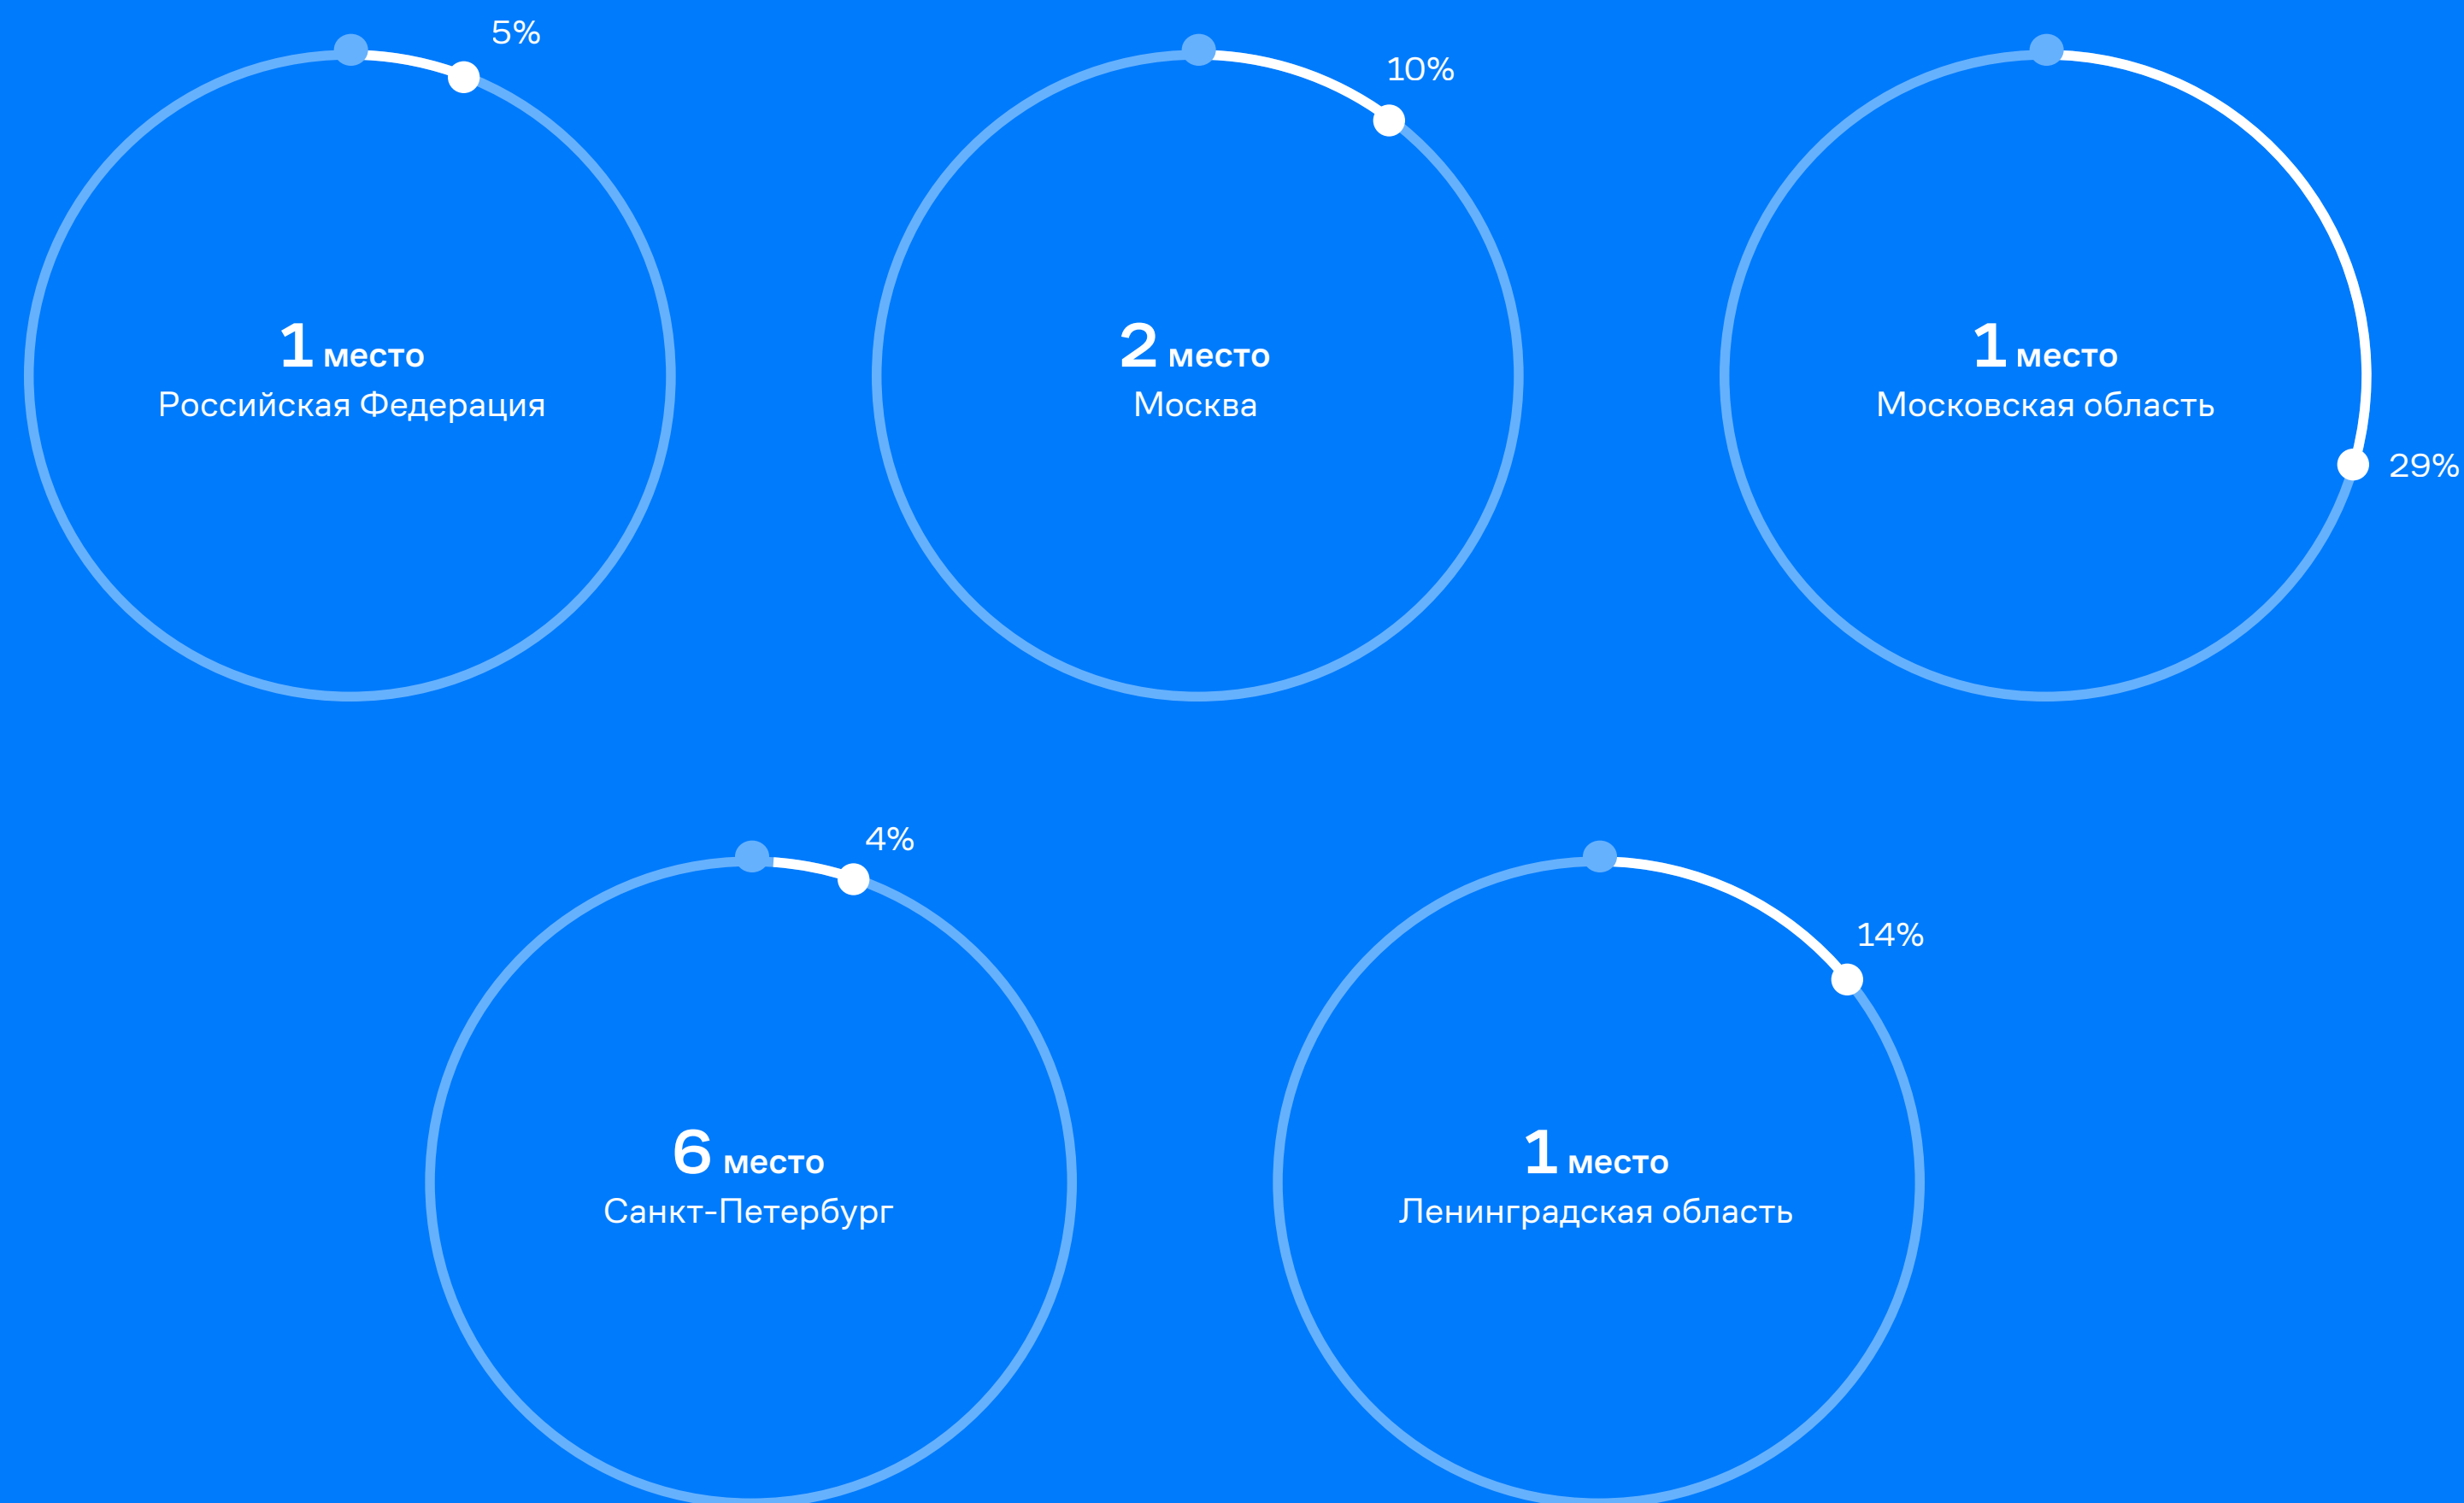 5%
1 место
Российская Федерация
10%
2 место
Москва
29%
1 место
Московская область
4%
6 место
Санкт-Петербург
14%
1 место
Ленинградская область